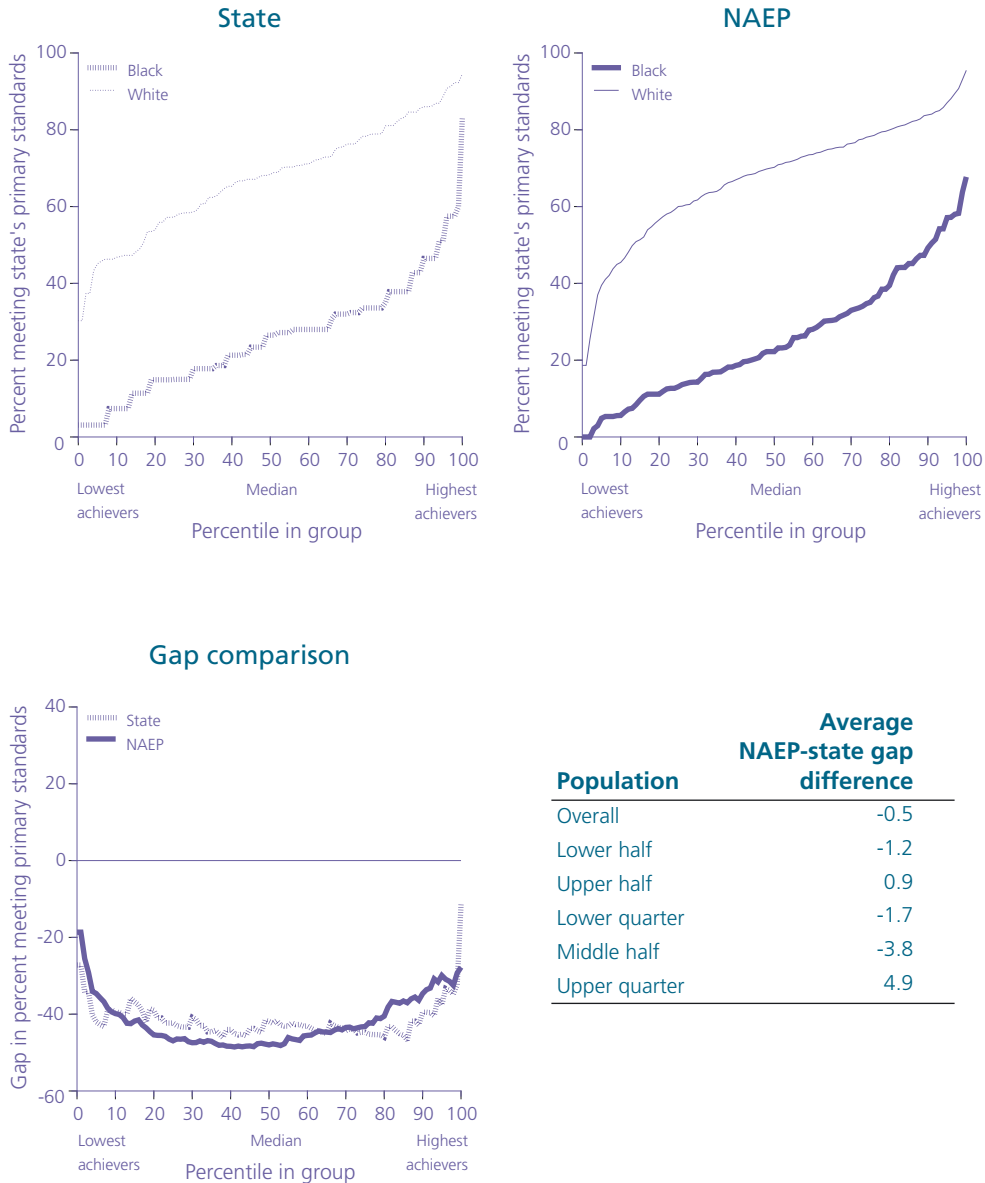 State
Percent meeting state's primary standards
100
80
60
40
20
0
Black
White
0 10 20 30 40 50 60 70 80 90 100
Lowest achievers
Median
Highest achievers
Percentile in group
NAEP
Percent meeting state's primary standards
100
80
60
40
20
0
Black
White
0 10 20 30 40 50 60 70 80 90 100
Lowest achievers
Median
Highest achievers
Percentile in group
Gap comparison
Gap in percent meeting primary standards
40
20
0
-20
-40
-60
State
NAEP
0 10 20 30 40 50 60 70 80 90 100
Lowest achievers
Median
Highest achievers
Percentile in group
Average
NAEP-state gap
Population difference
Overall -0.5
Lower half -1.2
Upper half 0.9
Lower quarter -1.7
Middle half -3.8
Upper quarter 4.9